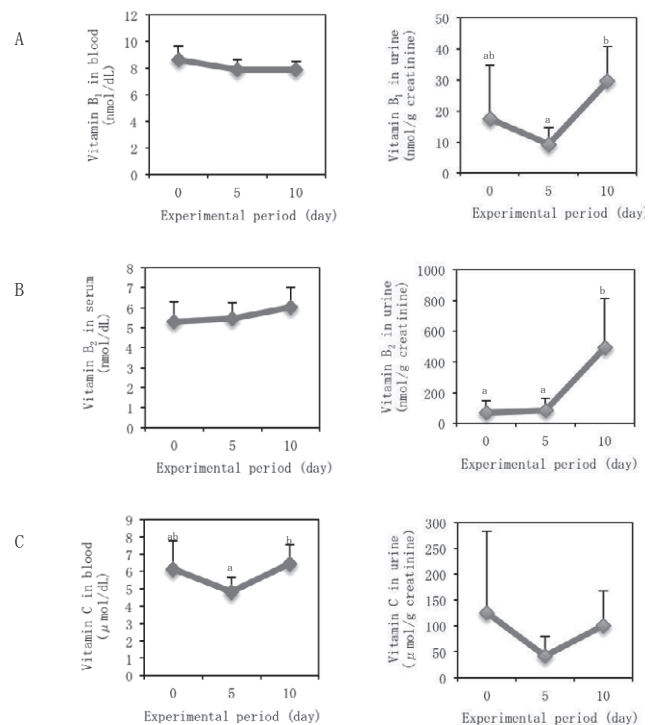 A
Vitamin B1 in blood
(nmol/dL)
12
10
8
6
4
2
0
0 5 10
Experimental period (day)
Vitamin B1 in urine
(nmol/g creatinine)
50
40
30
20
10
0
ab
a
b
0 5 10
Experimental period (day)
B
Vitamin B2 in serum
(nmol/dL)
8
7
6
5
4
3
2
1
0
0 5 10
Experimental period (day)
Vitamin B2 in urine
(nmol/g creatinine)
1000
800
600
400
200
0
a
a
b
0 5 10
Experimental period (day)
C
Vitamin C in blood
(μmol/dL)
9
8
7
6
5
4
3
2
1
0
ab
a
b
0 5 10
Experimental period (day)
Vitamin C in urine
(μmol/g creatinine)
300
250
200
150
100
50
0
0 5 10
Experimental period (day)